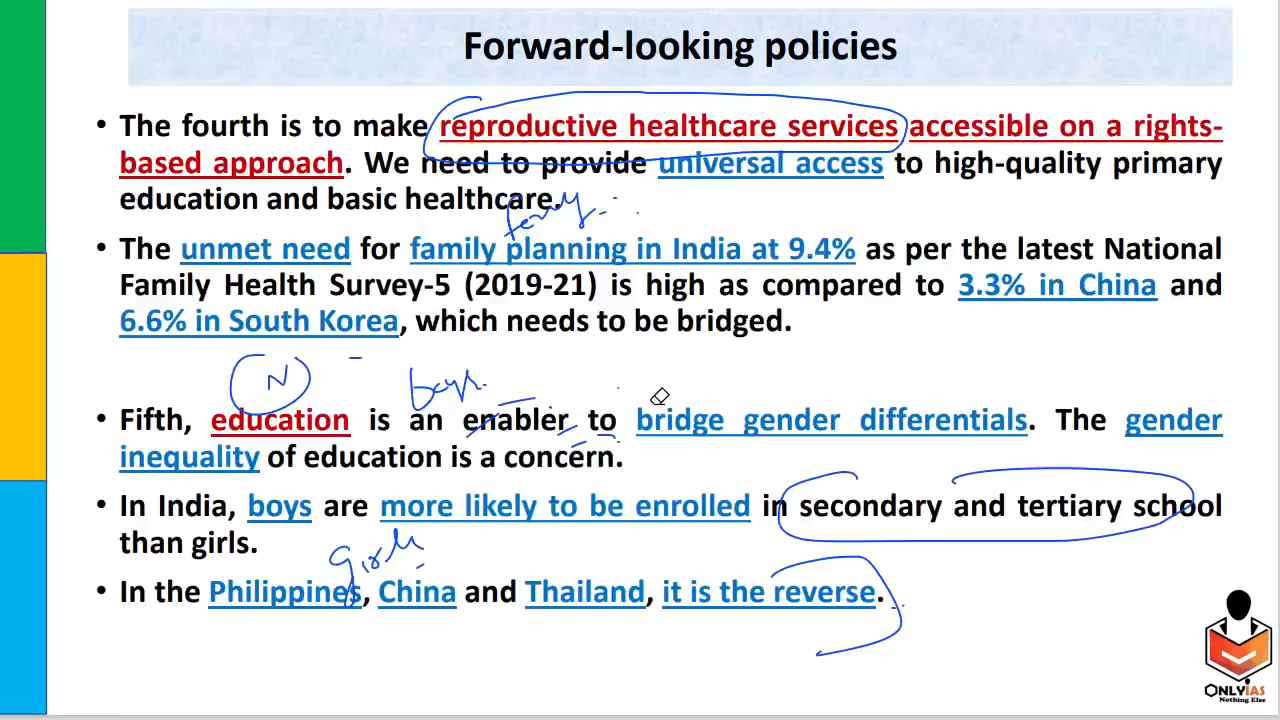 Forward-looking policies
• The fourth is to make reproductive healthcare services accessible on a rights-
based approach. We need to provide universal access to high-quality primary
education and basic healthcare.
• The unmet need for family planning in India at 9.4% as per the latest National
Family Health Survey-5 (2019-21) is high as compared to 3.3% in China and
6.6% in South Korea, which needs to be bridged.
N
• Fifth, education is an enabler to bridge gender differentials. The gender
inequality of education is a concern.
• In India, boys are more likely to be enrolled in secondary and tertiary school
than girls.
girls
• In the Philippines, China and Thailand, it is the reverse.
ONLYIAS
Nothing Else